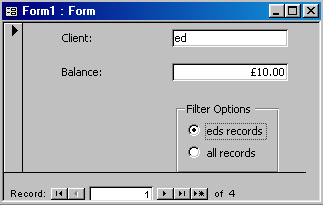 Form1 : Form
Client: ed
Balance: £10.00
Filter Options
eds records
all records
Record: 1 of 4